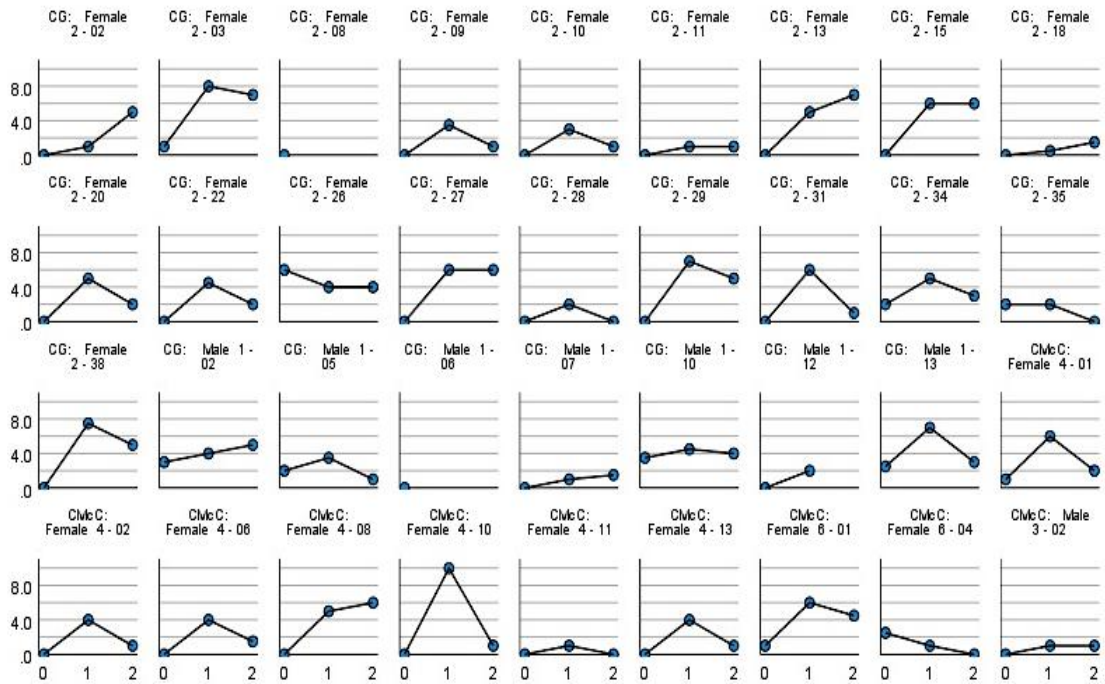 CG: Female CG: Female CG: Female CG: Female CG: Female CG: Female CG: Female CG: Female CG: Female
2 - 02 2 - 03 2 - 08 2 - 09 2 - 10 2 - 11 2 - 13 2 - 15 2 - 18
8.0
4.0
.0
CG: Female CG: Female CG: Female CG: Female CG: Female CG: Female CG: Female CG: Female CG: Female
2 - 20 2 - 22 2 - 26 2 - 27 2 - 28 2 - 29 2 - 31 2 - 34 2 - 35
8.0
4.0
.0
CG: Female CG: Male 1 - CG: Male 1 - CG: Male 1 - CG: Male 1 - CG: Male 1 - CG: Male 1 - CG: Male 1 - CMcC:
2 - 38 02 05 06 07 10 12 13 Female 4 - 01
8.0
4.0
.0
CMcC: CMcC: CMcC: CMcC: CMcC: CMcC: CMcC: CMcC: CMcC: Male
Female 4 - 02 Female 4 - 06 Female 4 - 08 Female 4 - 10 Female 4 - 11 Female 4 - 13 Female 6 - 01 Female 6 - 04 3 - 02
8.0
4.0
.0
0 1 2 0 1 2 0 1 2 0 1 2 0 1 2 0 1 2 0 1 2 0 1 2 0 1 2